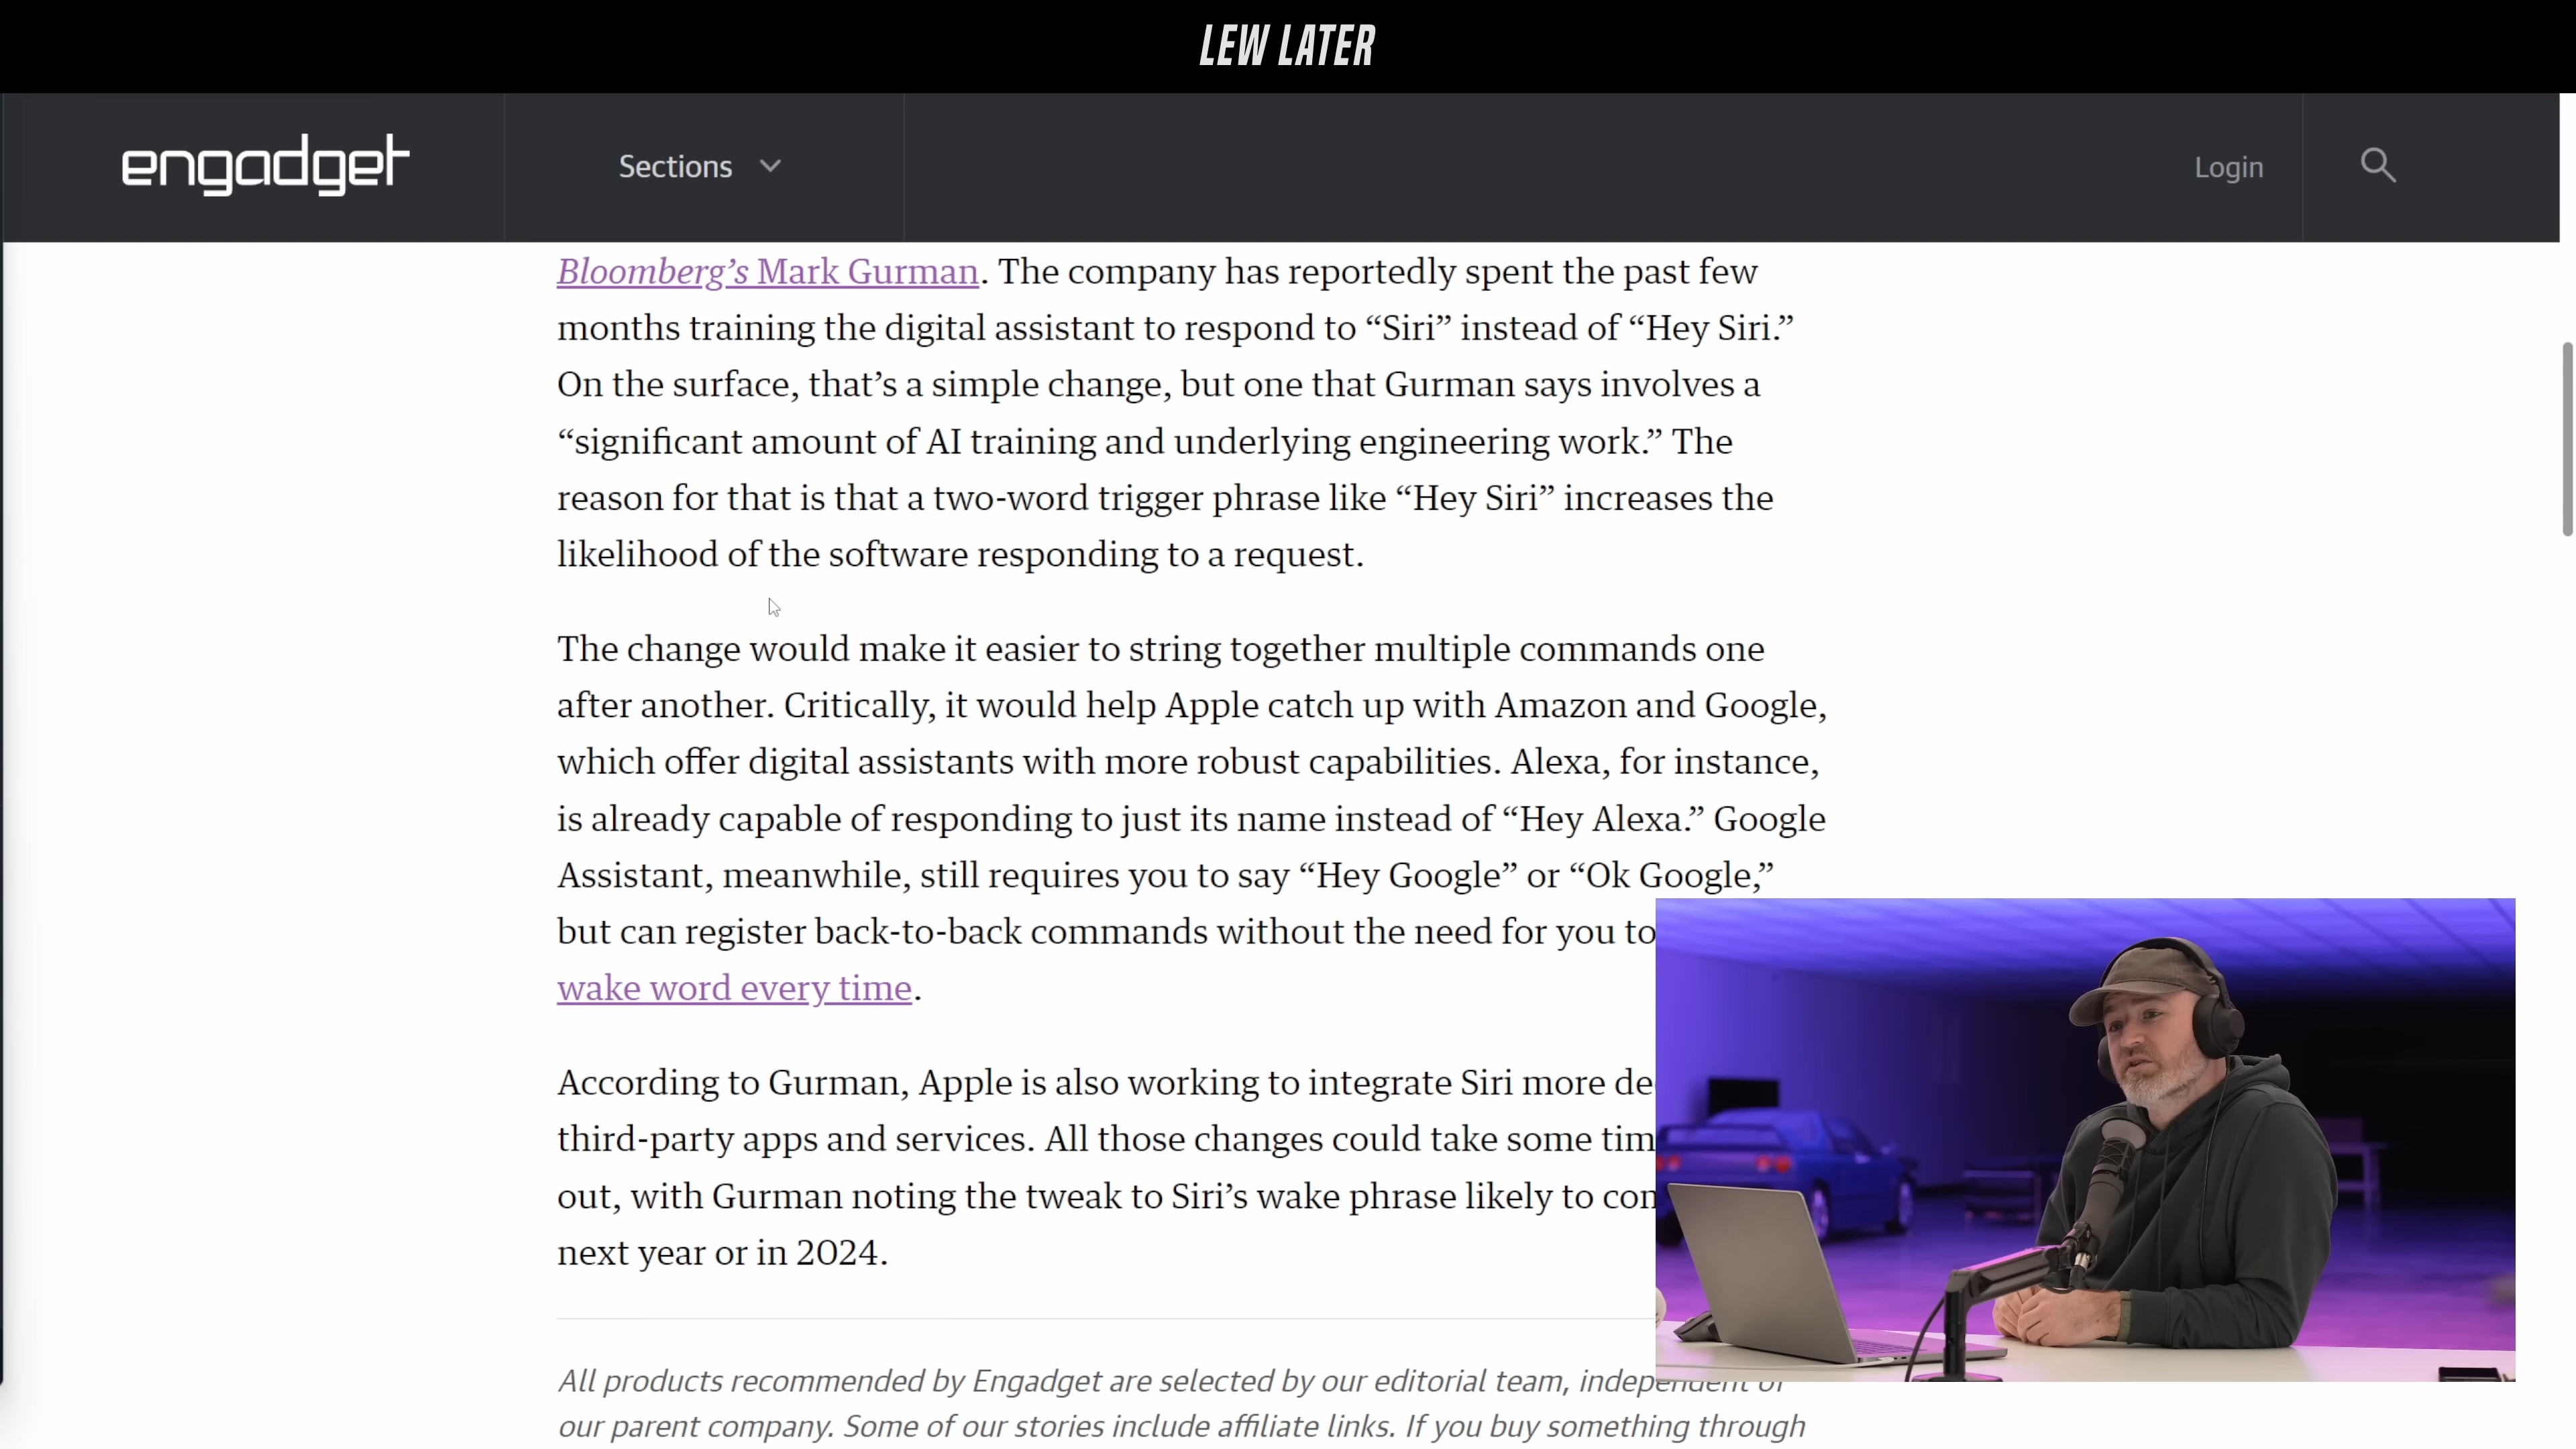 LEW LATER
engadget
Sections
Login
Bloomberg’s Mark Gurman. The company has reportedly spent the past few
months training the digital assistant to respond to “Siri” instead of “Hey Siri.”
On the surface, that’s a simple change, but one that Gurman says involves a
“significant amount of AI training and underlying engineering work.” The
reason for that is that a two-word trigger phrase like “Hey Siri” increases the
likelihood of the software responding to a request.
The change would make it easier to string together multiple commands one
after another. Critically, it would help Apple catch up with Amazon and Google,
which offer digital assistants with more robust capabilities. Alexa, for instance,
is already capable of responding to just its name instead of “Hey Alexa.” Google
Assistant, meanwhile, still requires you to say “Hey Google” or “Ok Google,”
but can register back-to-back commands without the need for you to
wake word every time.
According to Gurman, Apple is also working to integrate Siri more
third-party apps and services. All those changes could take some
out, with Gurman noting the tweak to Siri’s wake phrase likely to
next year or in 2024.
All products recommended by Engadget are selected by our editorial team, independent of
our parent company. Some of our stories include affiliate links. If you buy something through